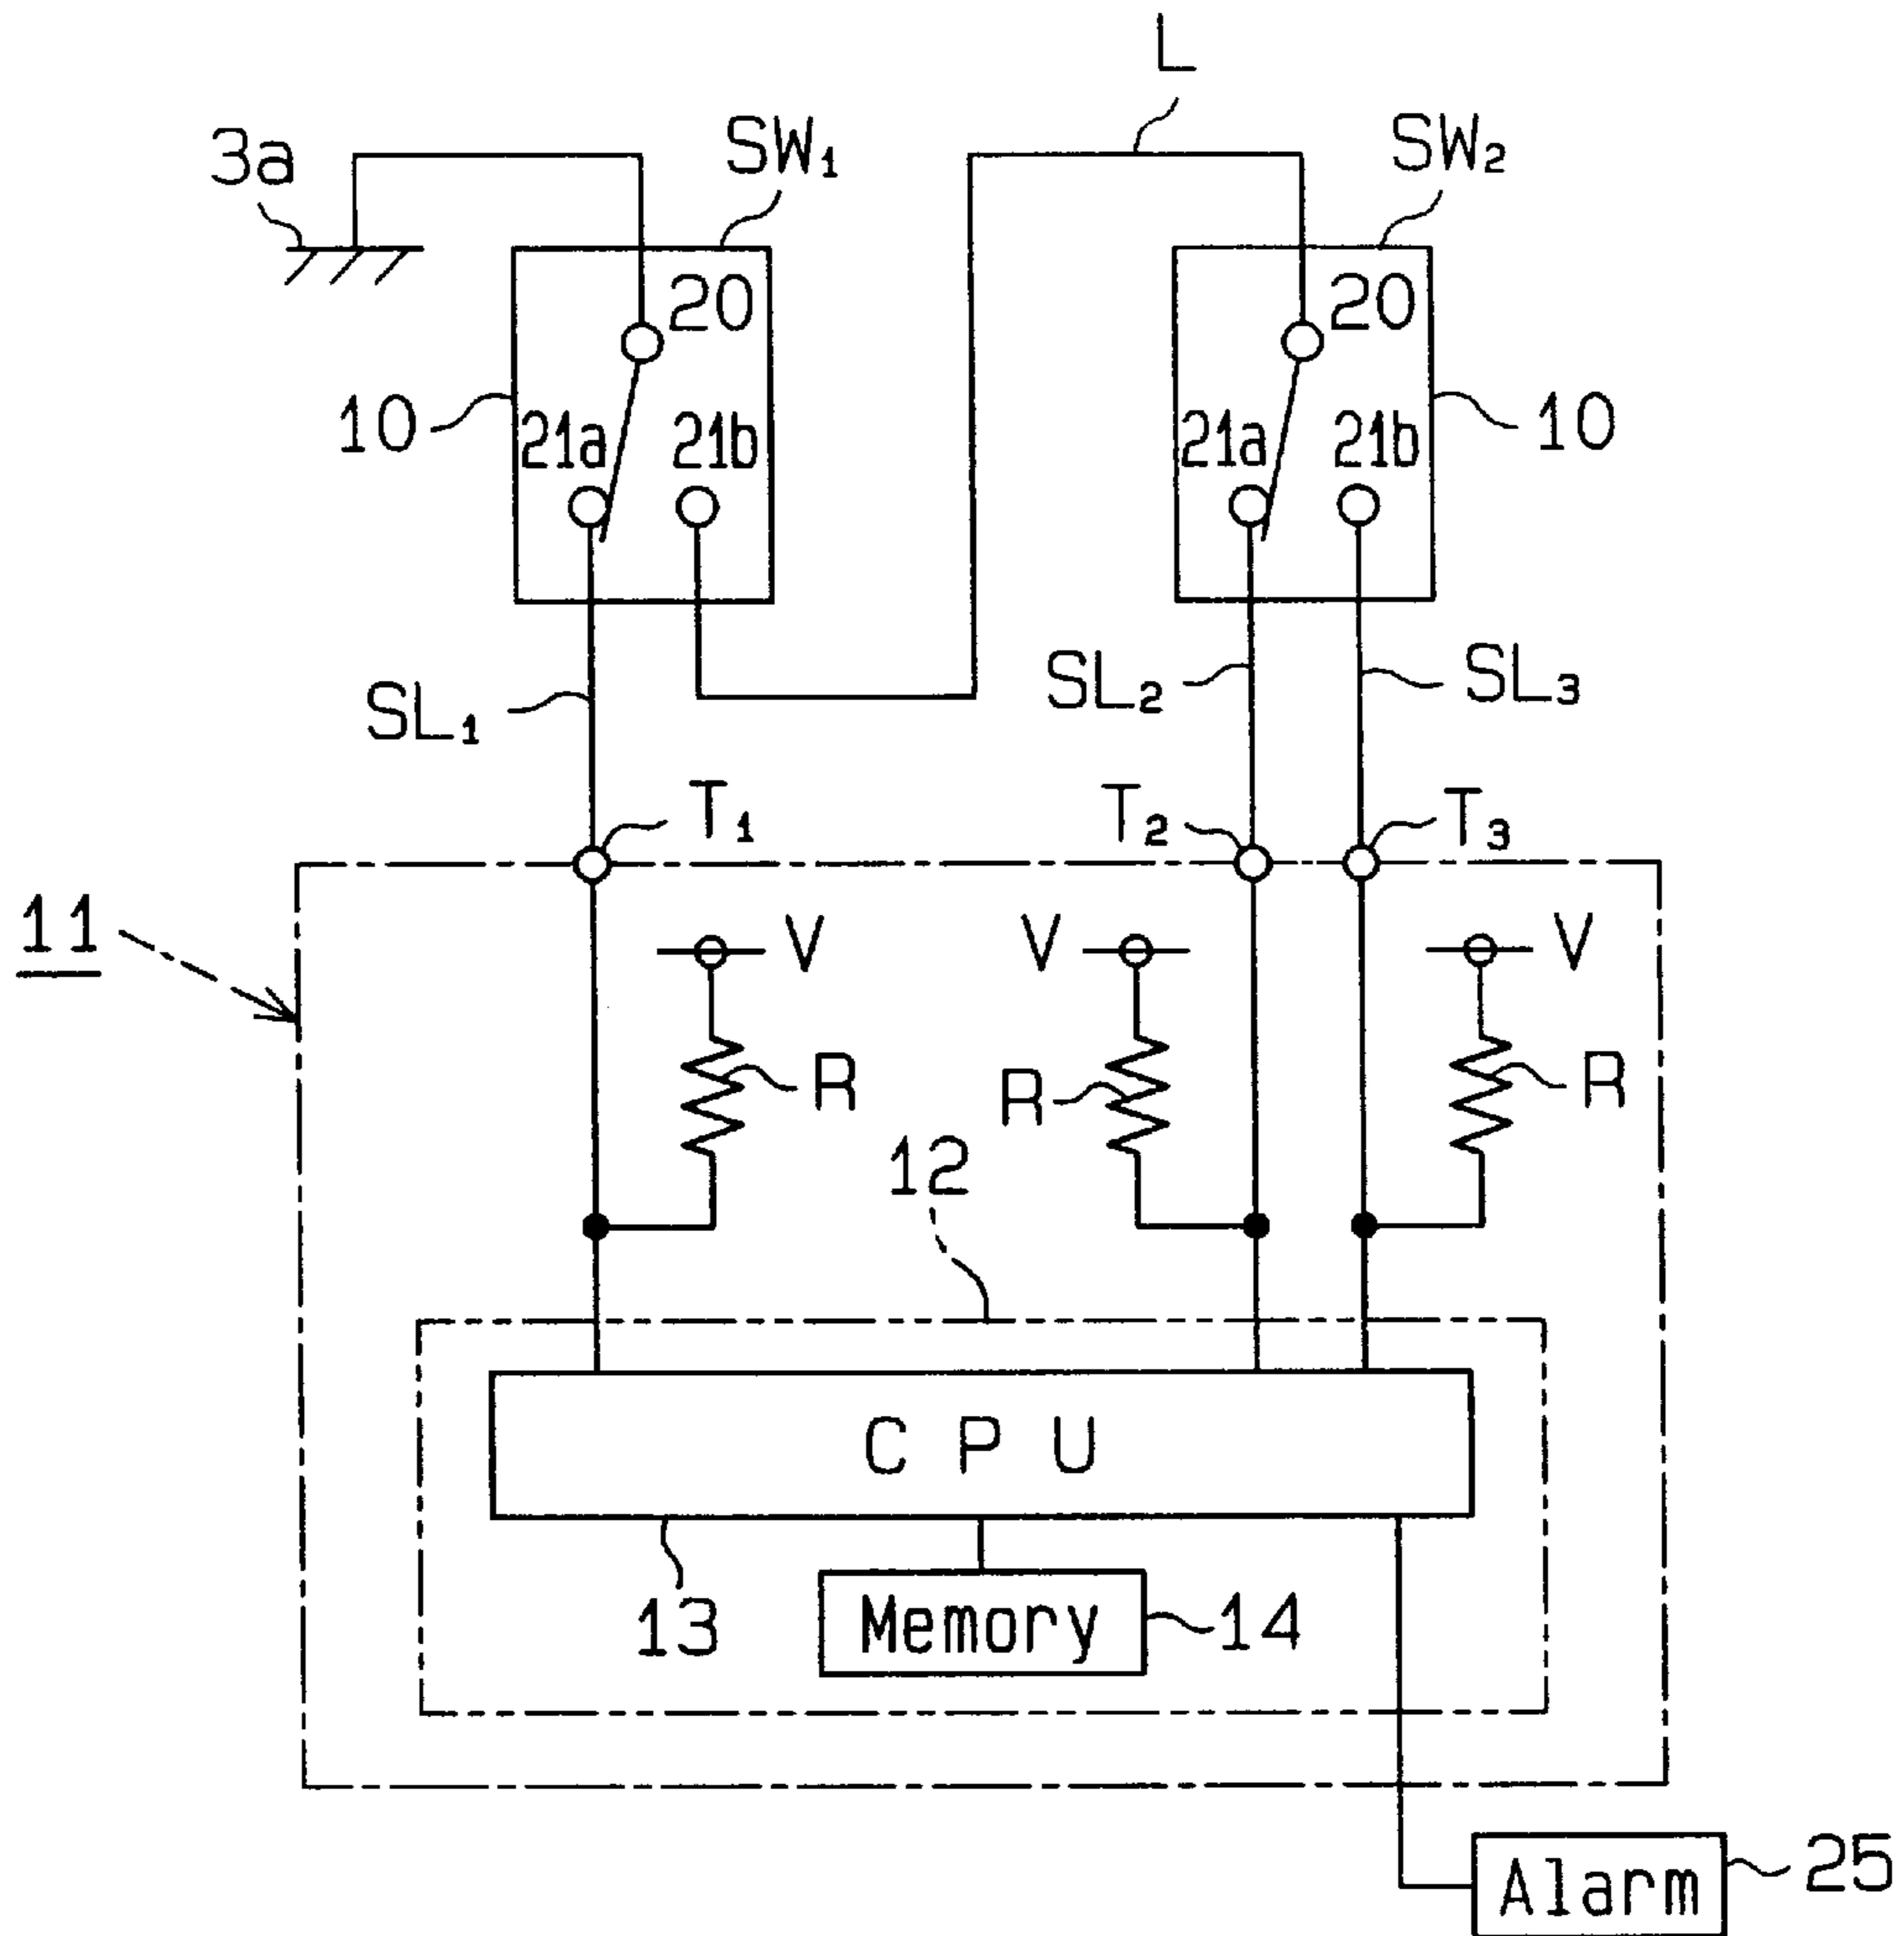 L
3a
SW₁
SW₂
20
20
10
21a
21b
21a
21b
10
SL₁
SL₂
SL₃
T₁
T₂
T₃
11
V
V
V
R
R
R
12
CPU
13
Memory
14
Alarm
25